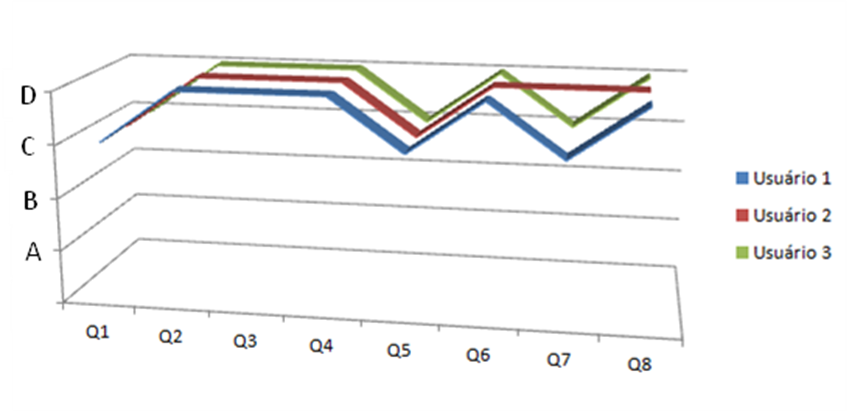 D
C
B
A
Q1
Q2
Q3
Q4
Q5
Q6
Q7
Q8
Usuário 1
Usuário 2
Usuário 3